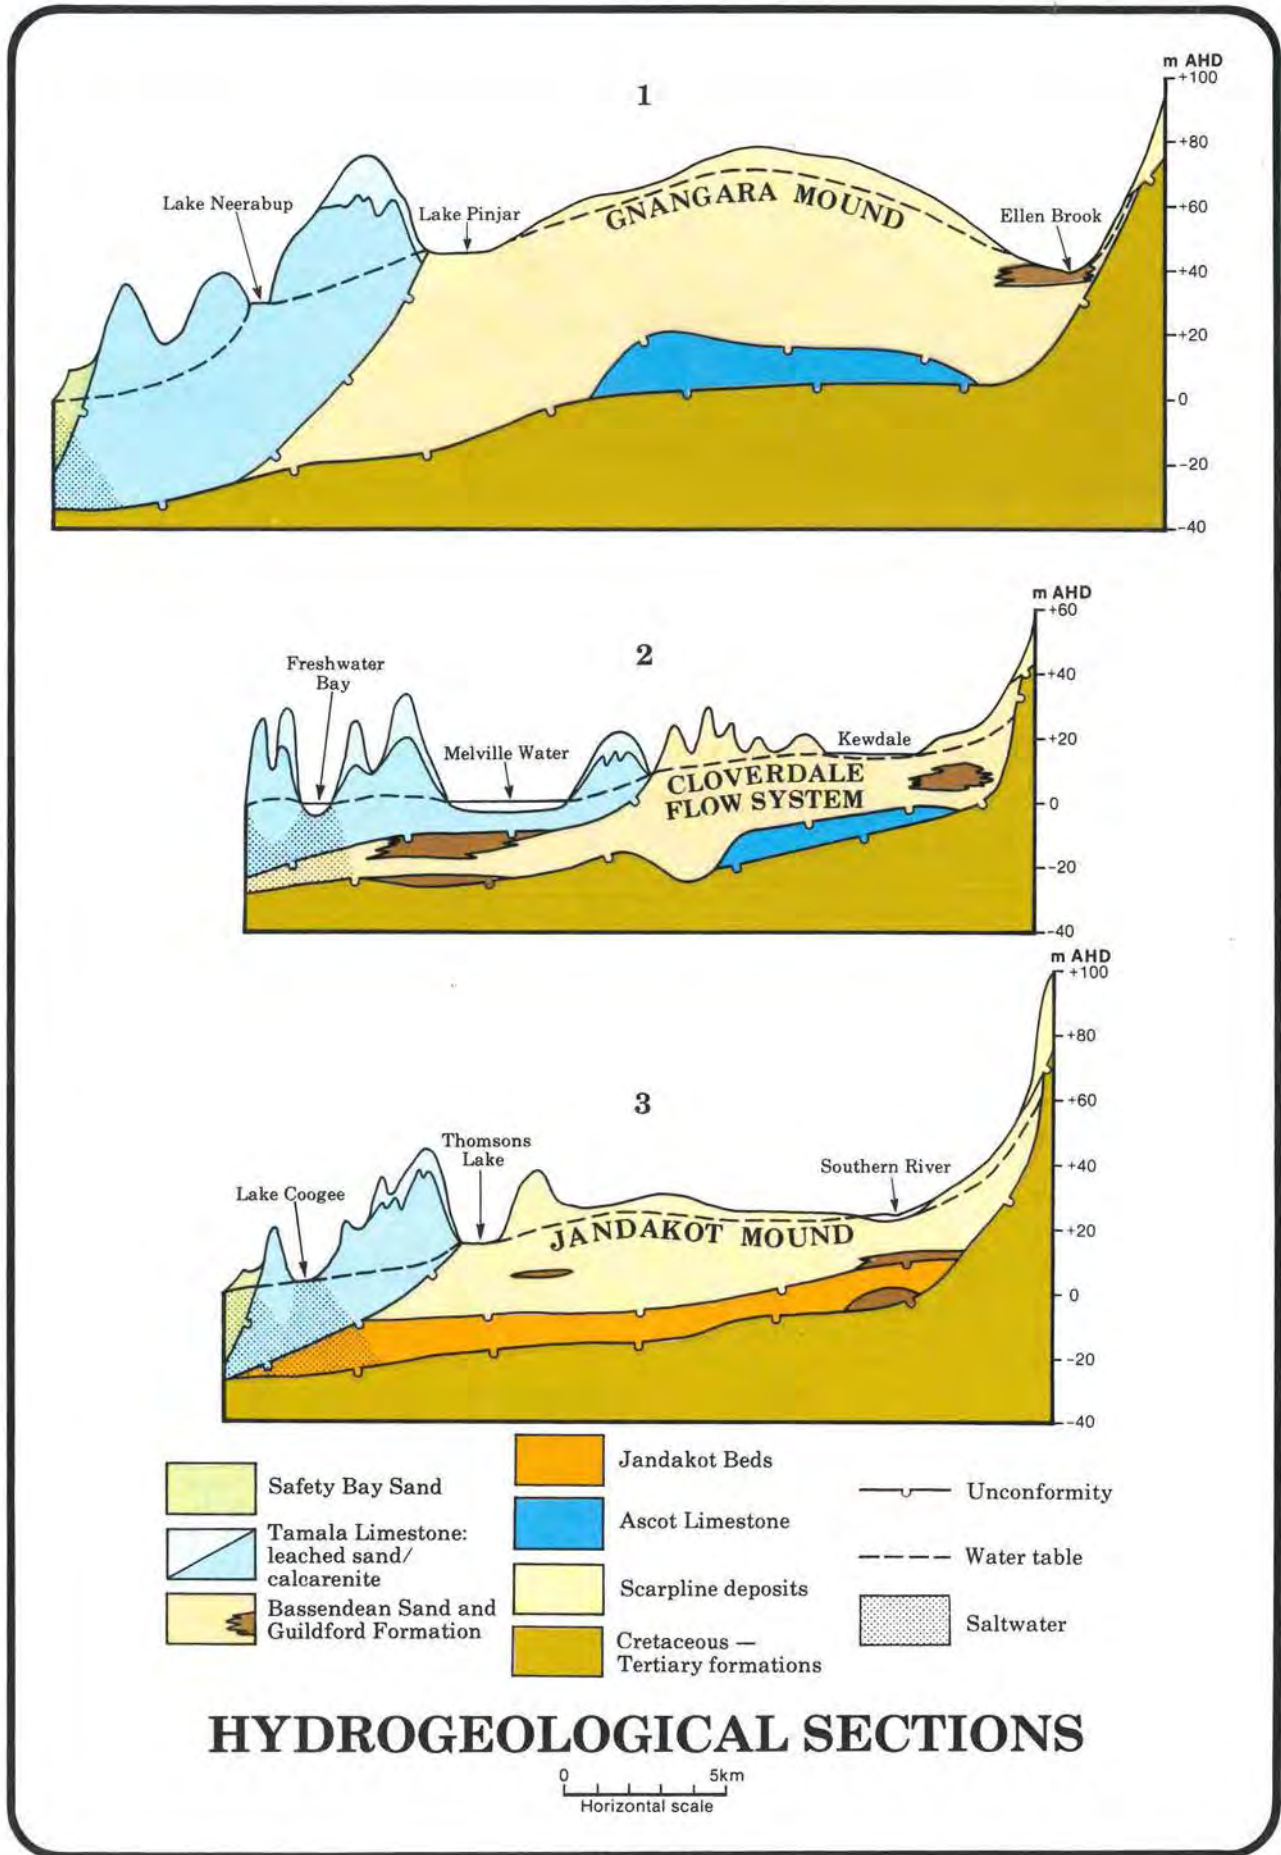 1
m AHD
+100
+80
+60
+40
+20
0
-20
-40
Lake Neerabup
Lake Pinjar
GNANGARA MOUND
Ellen Brook
2
m AHD
+60
+40
+20
0
-20
-40
Freshwater
Bay
Melville Water
Kewdale
CLOVERDALE
FLOW SYSTEM
3
m AHD
+100
+80
+60
+40
+20
0
-20
-40
Lake Coogee
Thomsons
Lake
Southern River
JANDAKOT MOUND
Safety Bay Sand
Tamala Limestone:
leached sand/
calcarenite
Bassendean Sand and
Guildford Formation
Jandakot Beds
Ascot Limestone
Scarpline deposits
Cretaceous —
Tertiary formations
Unconformity
Water table
Saltwater
HYDROGEOLOGICAL SECTIONS
0 5km
Horizontal scale